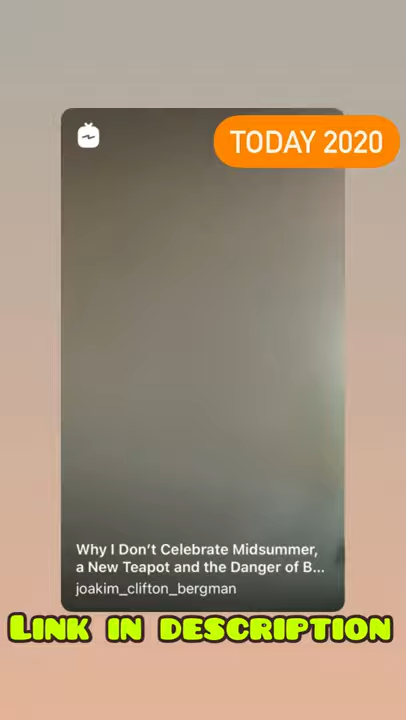 TODAY 2020
Why I Don't Celebrate Midsummer,
a New Teapot and the Danger of B...
joakim_clifton_bergman
LINK IN DESCRIPTION